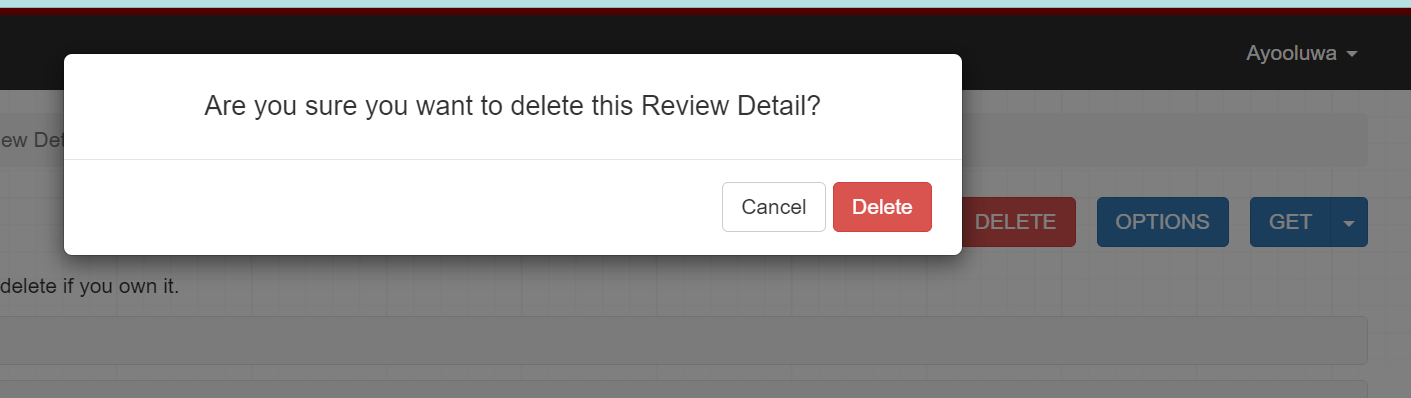 Ayooluwa
Are you sure you want to delete this Review Detail?
ew Det
Cancel Delete
DELETE OPTIONS GET
delete if you own it.